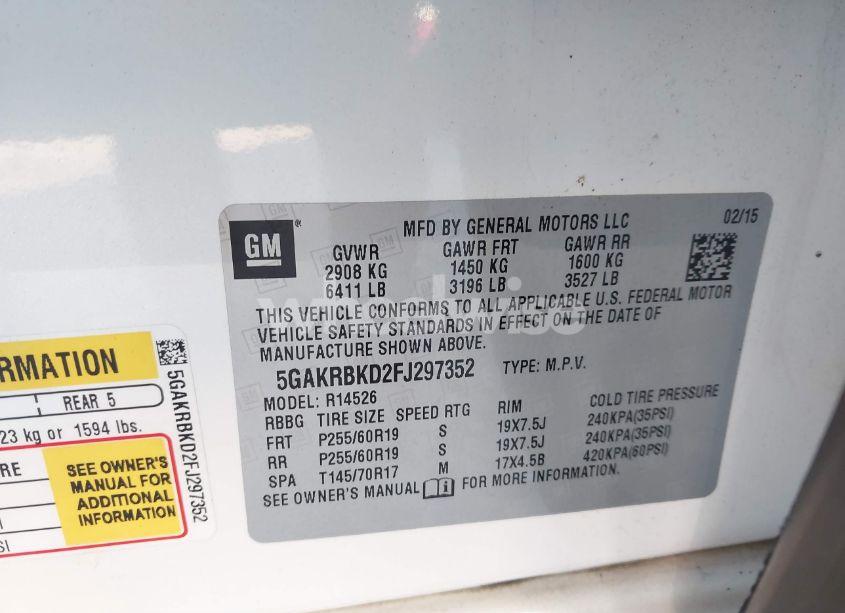 GM
MFD BY GENERAL MOTORS LLC
02/15
GVWR GAWR FRT GAWR RR
2908 KG 1450 KG 1600 KG
6411 LB 3196 LB 3527 LB
THIS VEHICLE CONFORMS TO ALL APPLICABLE U.S. FEDERAL MOTOR
VEHICLE SAFETY STANDARDS IN EFFECT ON THE DATE OF
MANUFACTURE SHOWN ABOVE.
5GAKRBKD2FJ297352 TYPE: M.P.V.
MODEL: R14526
RBBG TIRE SIZE SPEED RTG RIM COLD TIRE PRESSURE
FRT P255/60R19 S 19X7.5J 240KPA(35PSI)
RR P255/60R19 S 19X7.5J 240KPA(35PSI)
SPA T145/70R17 M 17X4.5B 420KPA(60PSI)
SEE OWNER'S MANUAL FOR MORE INFORMATION.
RMATION
REAR 5
23 kg or 1594 lbs.
RE
SEE OWNER'S
MANUAL FOR
ADDITIONAL
INFORMATION
SI
5GAKRBKD2FJ297352